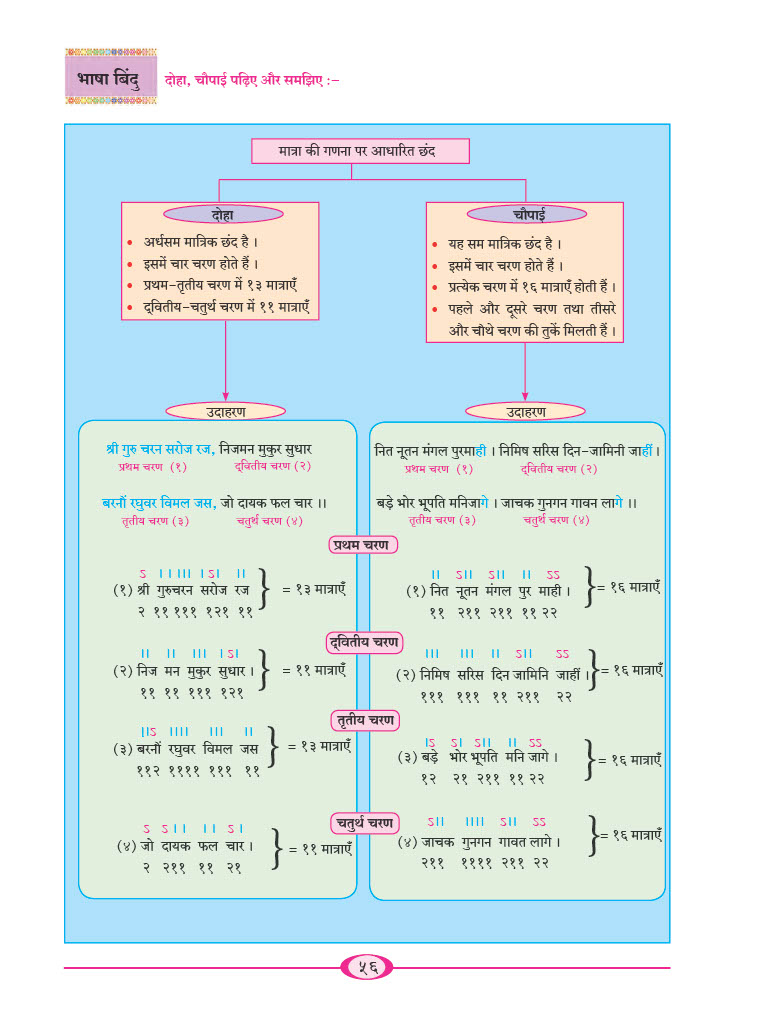 भाषा बिंदु
दोहा, चौपाई पढ़िए और समझिए :–
मात्रा की गणना पर आधारित छंद
दोहा
• अर्धसम मात्रिक छंद है ।
• इसमें चार चरण होते हैं ।
• प्रथम-तृतीय चरण में १३ मात्राएँ
• द्‌वितीय-चतुर्थ चरण में ११ मात्राएँ
चौपाई
• यह सम मात्रिक छंद है ।
• इसमें चार चरण होते हैं ।
• प्रत्येक चरण में १६ मात्राएँ होती हैं ।
• पहले और दूसरे चरण तथा तीसरे
और चौथे चरण की तुकें मिलती हैं ।
उदाहरण
श्री गुरु चरन सरोज रज, निजमन मुकुर सुधार
प्रथम चरण (१) द्‌वितीय चरण (२)
बरनौं रघुवर विमल जस, जो दायक फल चार ।।
तृतीय चरण (३) चतुर्थ चरण (४)
उदाहरण
नित नूतन मंगल पुरमाही । निमिष सरिस दिन-जामिनी जाहीं ।
प्रथम चरण (१) द्‌वितीय चरण (२)
बड़े भोर भूपति मनिजागे । जाचक गुनगन गावन लागे ।।
तृतीय चरण (३) चतुर्थ चरण (४)
प्रथम चरण
ऽ ।। ।।। ।ऽ। ।।
(१) श्री गुरुचरन सरोज रज } = १३ मात्राएँ
२ ११ १११ १२१ ११
।। ऽ।। ऽ।। ।। ऽऽ
(१) नित नूतन मंगल पुर माही । } = १६ मात्राएँ
११ २११ २११ ११ २२
द्‌वितीय चरण
।। ।। ।।। ।ऽ।
(२) निज मन मुकुर सुधार । } = ११ मात्राएँ
११ ११ १११ १२१
।।। ।।। ।। ऽ।। ऽऽ
(२) निमिष सरिस दिन जामिनि जाहीं । } = १६ मात्राएँ
१११ १११ ११ २११ २२
तृतीय चरण
।।ऽ ।।।। ।।। ।।
(३) बरनौं रघुवर विमल जस } = १३ मात्राएँ
११२ ११११ १११ ११
।ऽ ऽ। ऽ।। ।। ऽऽ
(३) बड़े भोर भूपति मनि जागे । } = १६ मात्राएँ
१२ २१ २११ ११ २२
चतुर्थ चरण
ऽ ऽ।। ।। ऽ।
(४) जो दायक फल चार । } = ११ मात्राएँ
२ २११ ११ २१
ऽ।। ।।।। ऽ।। ऽऽ
(४) जाचक गुनगन गावत लागे । } = १६ मात्राएँ
२११ ११११ २११ २२
५६